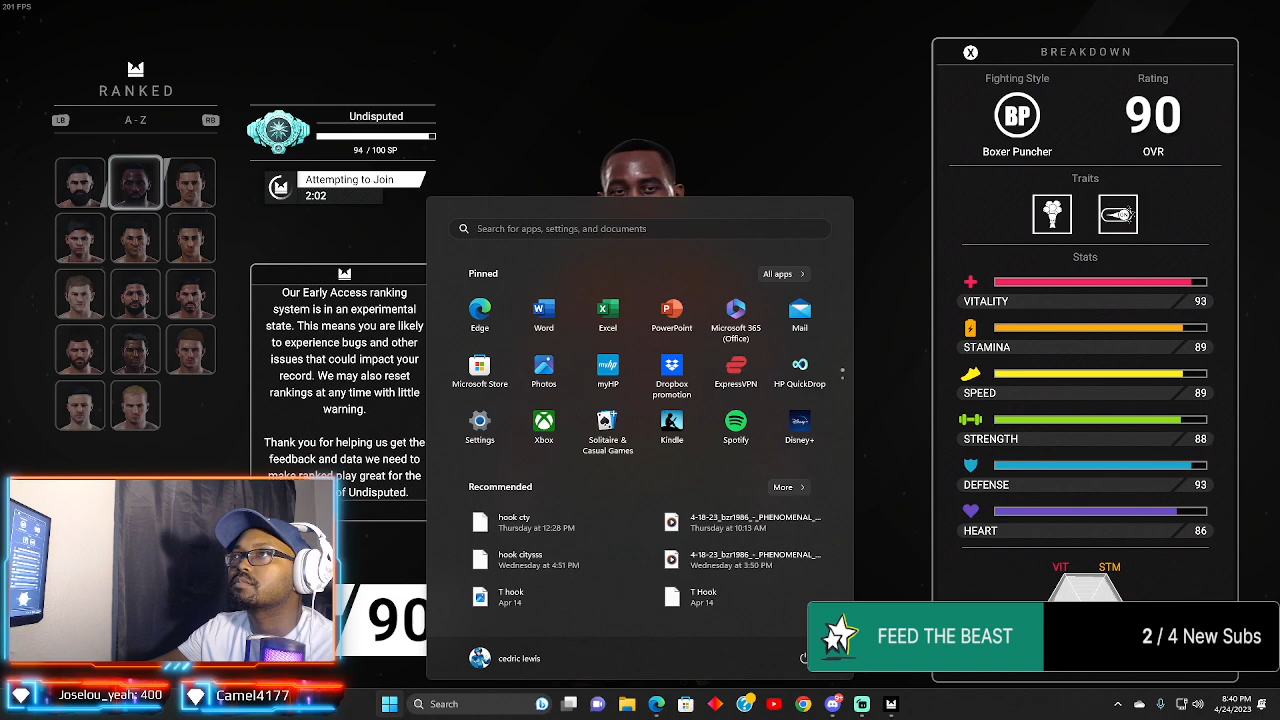 201 FPS
RANKED
LB
A-Z
RB
Undisputed
94 / 100 SP
Attempting to Join
2:02
Our Early Access ranking
system is in an experimental
state. This means you are likely
to experience bugs and other
issues that could impact your
record. We may also reset
rankings at any time with little
warning.
Thank you for helping us get the
feedback and data we need to
make ranked play great for the
of Undisputed.
90
Search for apps, settings, and documents
Pinned
All apps
Edge
Word
Excel
PowerPoint
Microsoft 365
(Office)
Mail
Microsoft Store
Photos
myHP
Dropbox
promotion
ExpressVPN
HP QuickDrop
Settings
Xbox
Solitaire &
Casual Games
Kindle
Spotify
Disney+
Recommended
More
hook cty
Thursday at 12:28 PM
4-18-23_bzr1986_-_PHENOMENAL_...
Thursday at 10:13 AM
hook citysss
Wednesday at 4:51 PM
4-18-23_bzr1986_-_PHENOMENAL_...
Wednesday at 3:50 PM
T hook
Apr 14
T Hook
Apr 14
cedric lewis
X
BREAKDOWN
Fighting Style
Rating
BP
90
Boxer Puncher
OVR
Traits
Stats
VITALITY
93
STAMINA
89
SPEED
89
STRENGTH
88
DEFENSE
93
HEART
86
VIT
STM
FEED THE BEAST
2 / 4 New Subs
Joselou_yeah: 400
Camel4177
Search
8:40 PM
4/24/2023